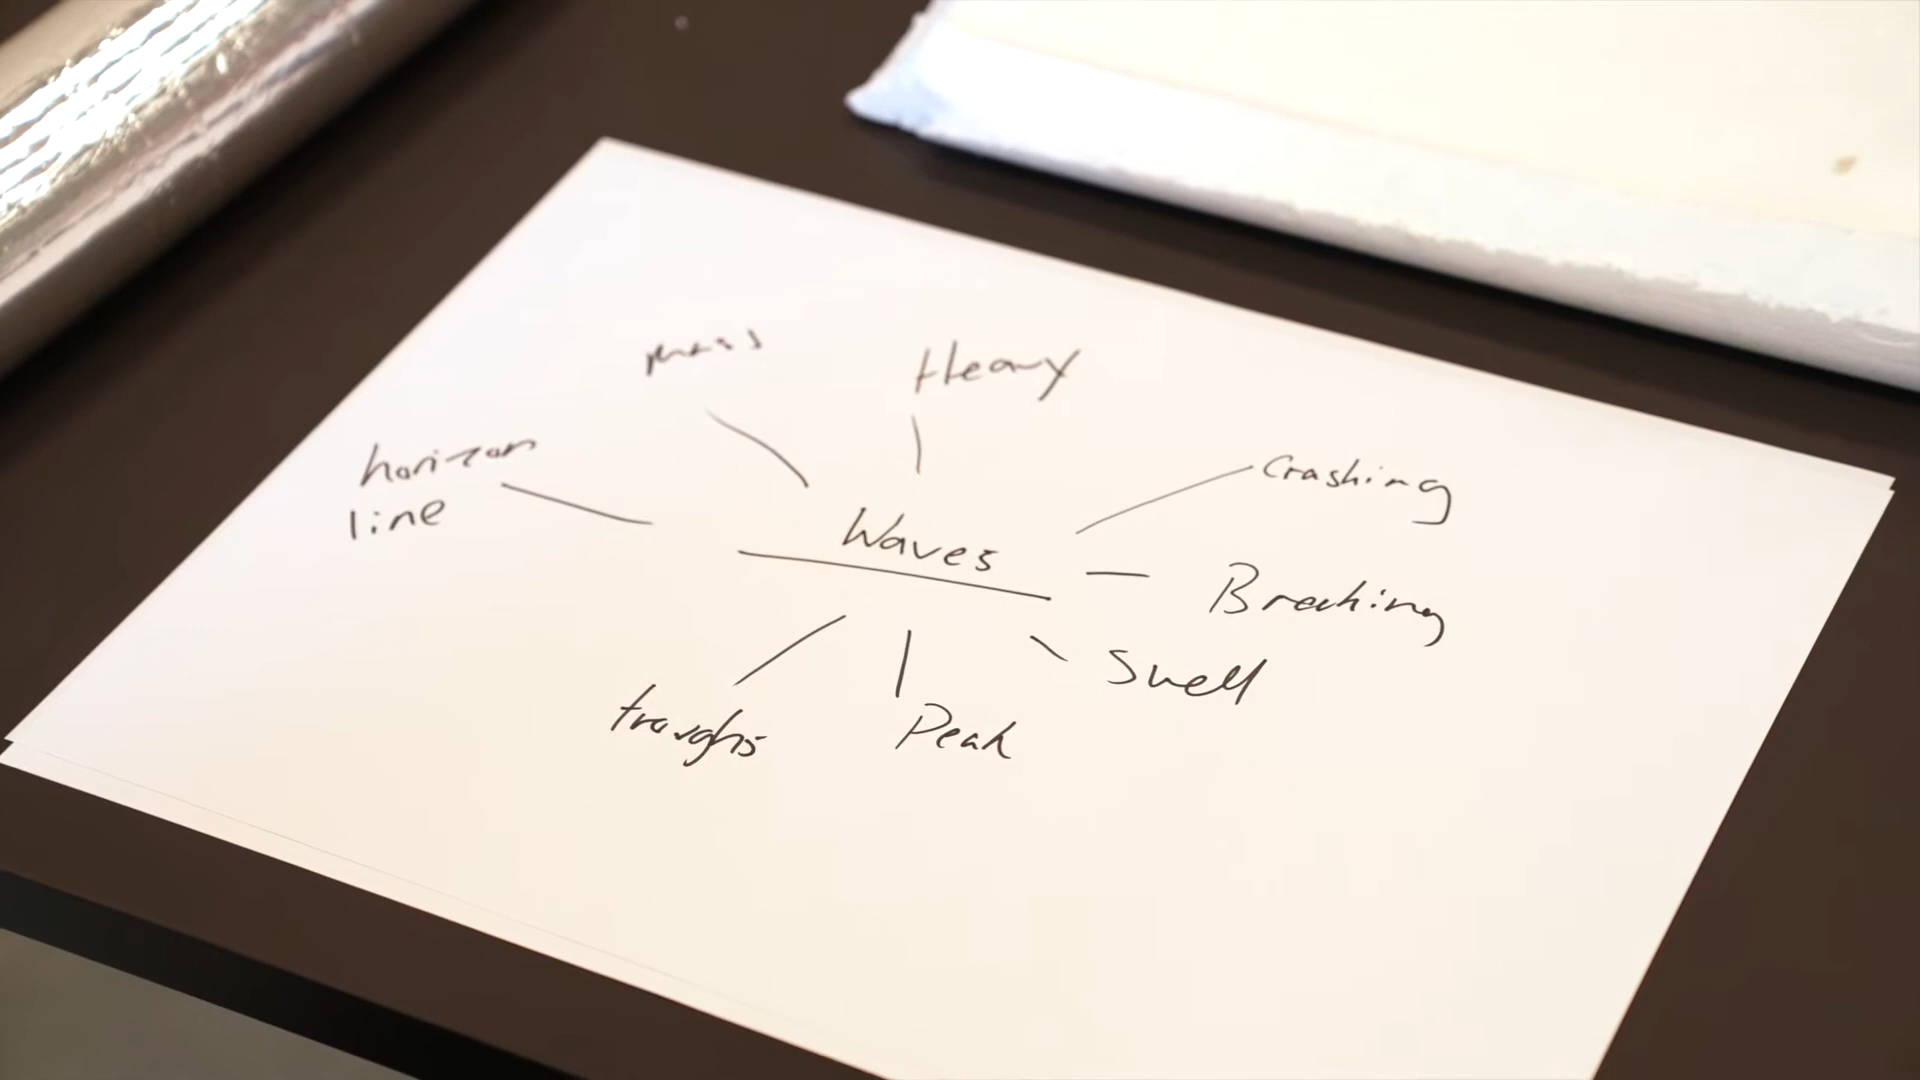 mass
Heavy
horizon
line
Crashing
Waves
Breaking
Swell
troughs
Peak